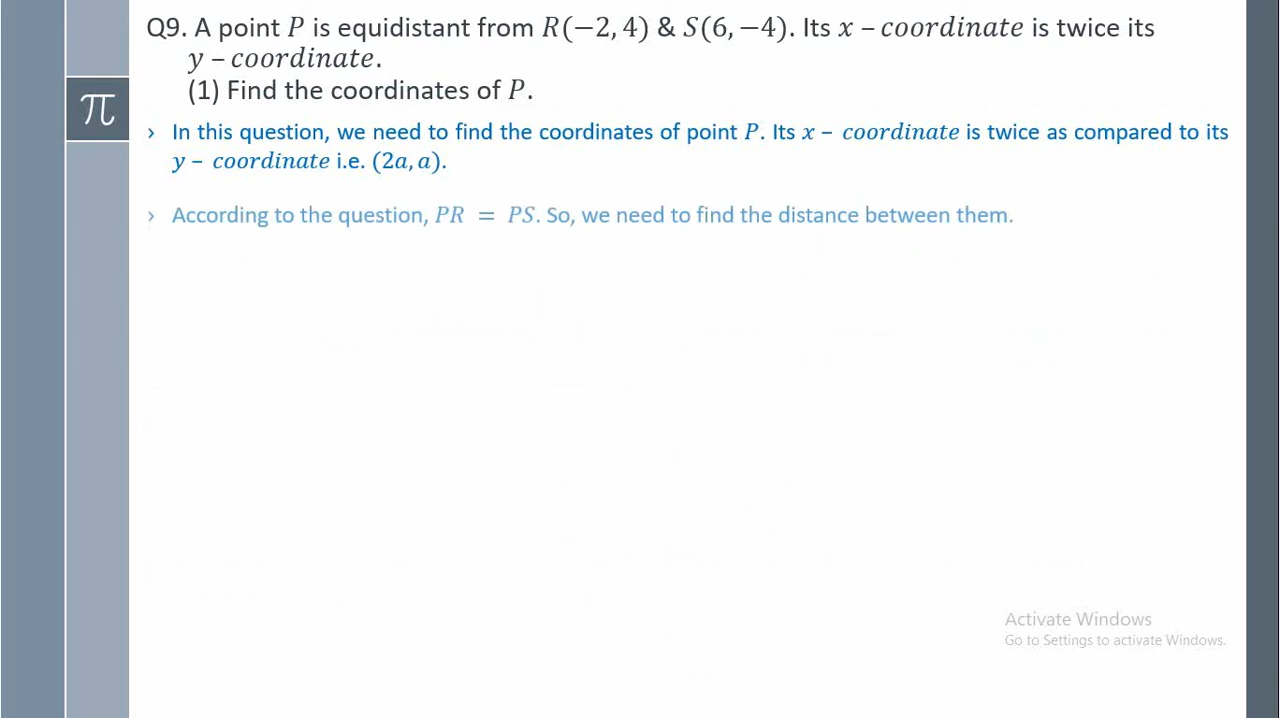 Q9. A point P is equidistant from R(−2, 4) & S(6, −4). Its x – coordinate is twice its
y – coordinate.
(1) Find the coordinates of P.
π
› In this question, we need to find the coordinates of point P. Its x – coordinate is twice as compared to its
y – coordinate i.e. (2a, a).
› According to the question, PR = PS. So, we need to find the distance between them.
Activate Windows
Go to Settings to activate Windows.